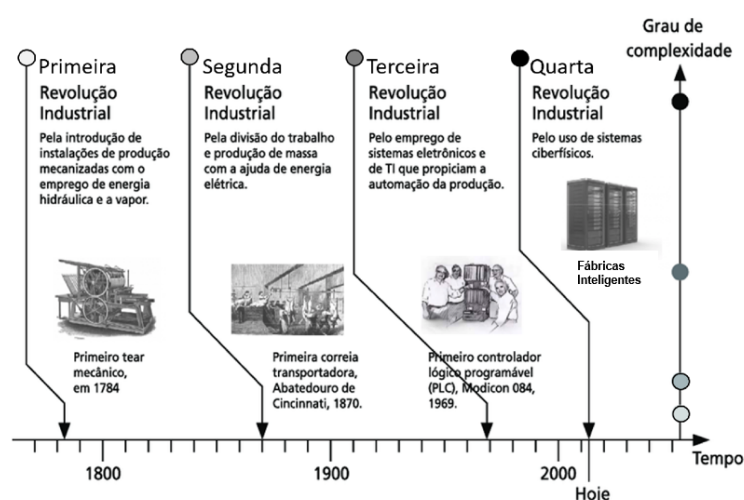 Primeira
Revolução
Industrial
Pela introdução de
instalações de produção
mecanizadas com o
emprego de energia
hidráulica e a vapor.
Primeiro tear
mecânico,
em 1784
Segunda
Revolução
Industrial
Pela divisão do trabalho
e produção de massa
com a ajuda de energia
elétrica.
Primeira correia
transportadora,
Abatedouro de
Cincinnati, 1870.
Terceira
Revolução
Industrial
Pelo emprego de
sistemas eletrônicos e
de TI que propiciam a
automação da produção.
Primeiro controlador
lógico programável
(PLC), Modicon 084,
1969.
Quarta
Revolução
Industrial
Pelo uso de sistemas
ciberfísicos.
Fábricas
Inteligentes
Grau de
complexidade
1800
1900
2000
Hoje
Tempo